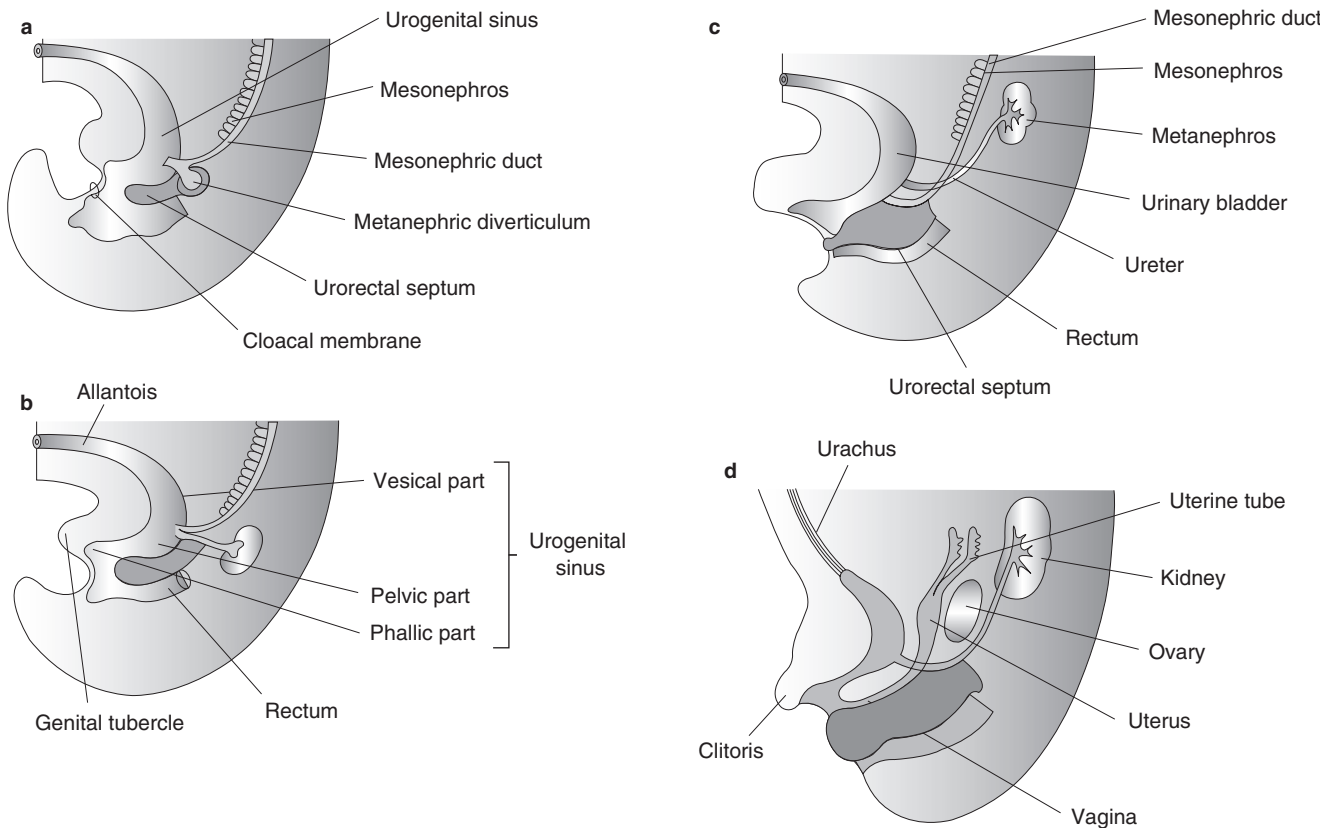 a
Urogenital sinus
Mesonephros
Mesonephric duct
Metanephric diverticulum
Urorectal septum
Cloacal membrane
b
Allantois
Vesical part
Urogenital
sinus
Pelvic part
Phallic part
Rectum
Genital tubercle
c
Mesonephric duct
Mesonephros
Metanephros
Urinary bladder
Ureter
Rectum
Urorectal septum
d
Urachus
Uterine tube
Kidney
Ovary
Uterus
Clitoris
Vagina